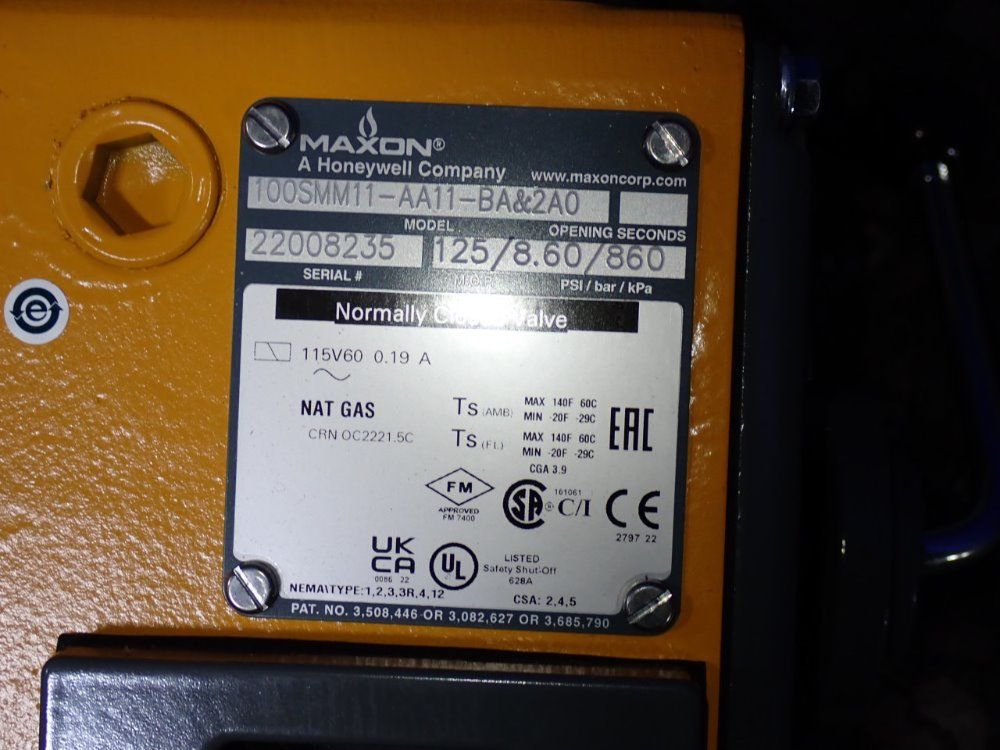 MAXON®
A Honeywell Company www.maxoncorp.com
100SMM11-AA11-BA&2A0
MODEL OPENING SECONDS
22008235 125/8.60/860
SERIAL # M.O.P. PSI / bar / kPa
Normally Valve
115V60 0.19 A
NAT GAS
CRN OC2221.5C
Ts (AMB) MAX 140F 60C
MIN -20F -29C
Ts (FL) MAX 140F 60C
MIN -20F -29C
EAC
CGA 3.9
FM
APPROVED
FM 7400
SA® 161061
C/I
CE
2797 22
UK
CA
0086 22
UL
LISTED
Safety Shut-Off
628A
NEMA\TYPE:1,2,3,3R,4,12 CSA: 2,4,5
PAT. NO. 3,508,446 OR 3,082,627 OR 3,685,790
e